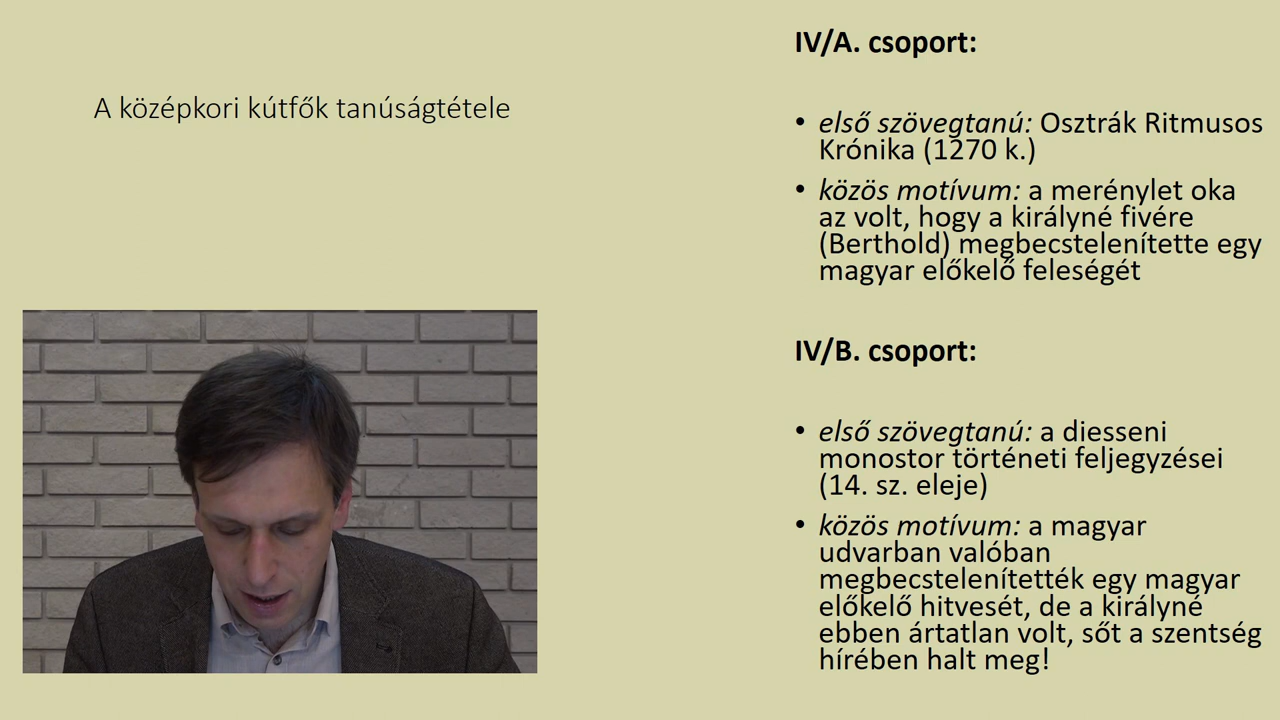 A középkori kútfők tanúságtétele
IV/A. csoport:
• első szövegtanú: Osztrák Ritmusos
Krónika (1270 k.)
• közös motívum: a merénylet oka
az volt, hogy a királyné fivére
(Berthold) megbecstelenítette egy
magyar előkelő feleségét
IV/B. csoport:
• első szövegtanú: a diesseni
monostor történeti feljegyzései
(14. sz. eleje)
• közös motívum: a magyar
udvarban valóban
megbecstelenítették egy magyar
előkelő hitvesét, de a királyné
ebben ártatlan volt, sőt a szentség
hírében halt meg!